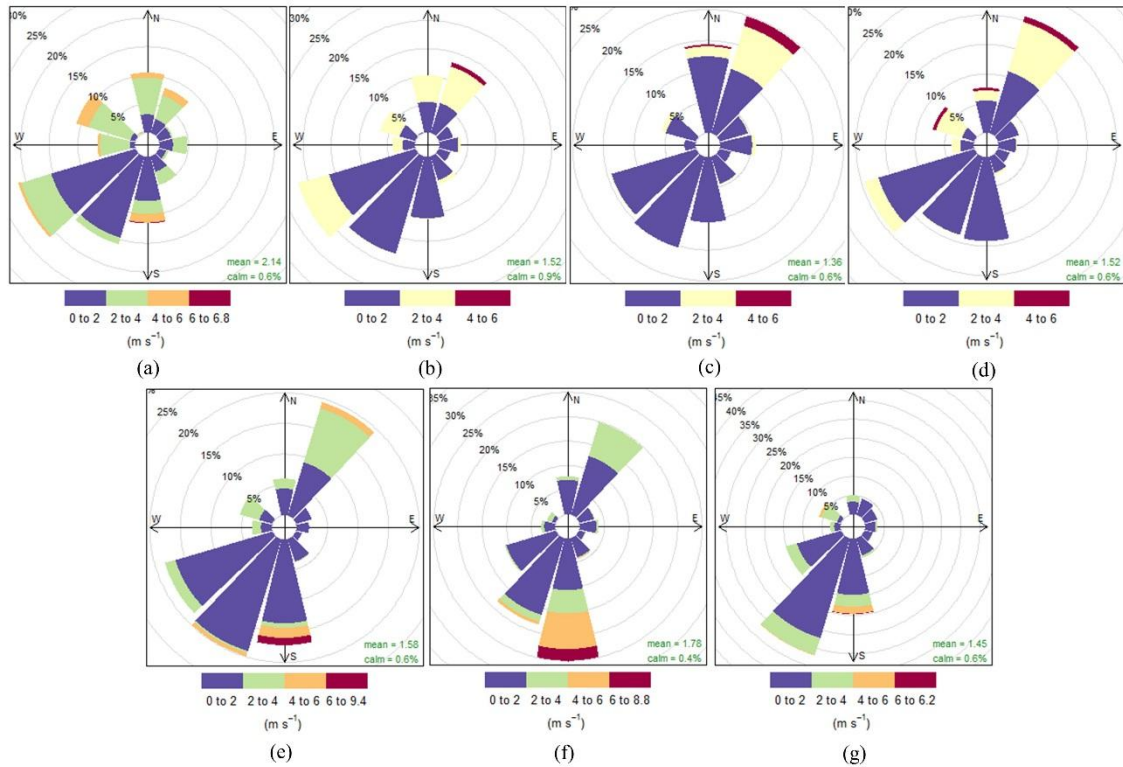 30%
25%
20%
15%
10%
5%
N
W
E
S
mean = 2.14
calm = 0.6%
0 to 2 2 to 4 4 to 6 6 to 6.8
(m s⁻¹)
(a)
30%
25%
20%
15%
10%
5%
N
W
E
S
mean = 1.52
calm = 0.9%
0 to 2 2 to 4 4 to 6
(m s⁻¹)
(b)
25%
20%
15%
10%
5%
N
W
E
S
mean = 1.36
calm = 0.6%
0 to 2 2 to 4 4 to 6
(m s⁻¹)
(c)
25%
20%
15%
10%
5%
N
W
E
S
mean = 1.52
calm = 0.6%
0 to 2 2 to 4 4 to 6
(m s⁻¹)
(d)
25%
20%
15%
10%
5%
N
W
E
S
mean = 1.58
calm = 0.6%
0 to 2 2 to 4 4 to 6 6 to 9.4
(m s⁻¹)
(e)
35%
30%
25%
20%
15%
10%
5%
N
W
E
S
mean = 1.78
calm = 0.4%
0 to 2 2 to 4 4 to 6 6 to 8.8
(m s⁻¹)
(f)
45%
40%
35%
30%
25%
20%
15%
10%
5%
N
W
E
S
mean = 1.45
calm = 0.6%
0 to 2 2 to 4 4 to 6 6 to 6.2
(m s⁻¹)
(g)